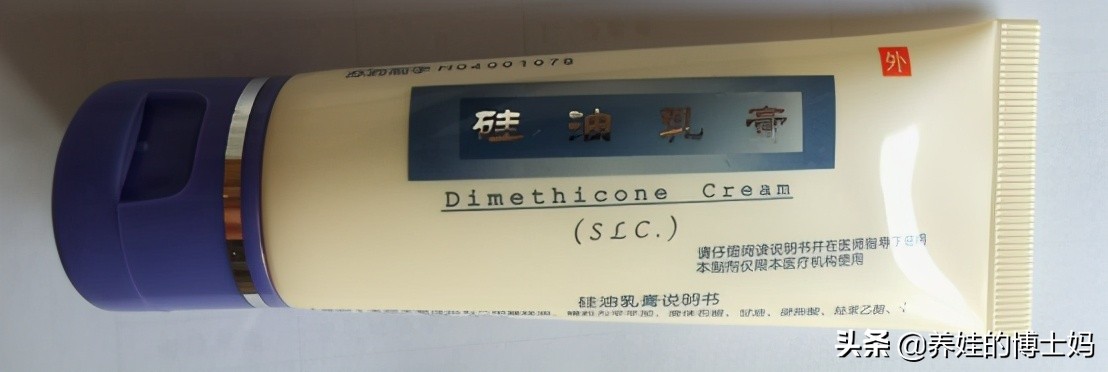 H04001078
外
硅油乳膏
Dimethicone Cream
(SLC.)
请仔细阅读说明书并在医师指导下使用
本制剂仅限本医疗机构使用
硅油乳膏说明书
头条 @养娃的博士妈